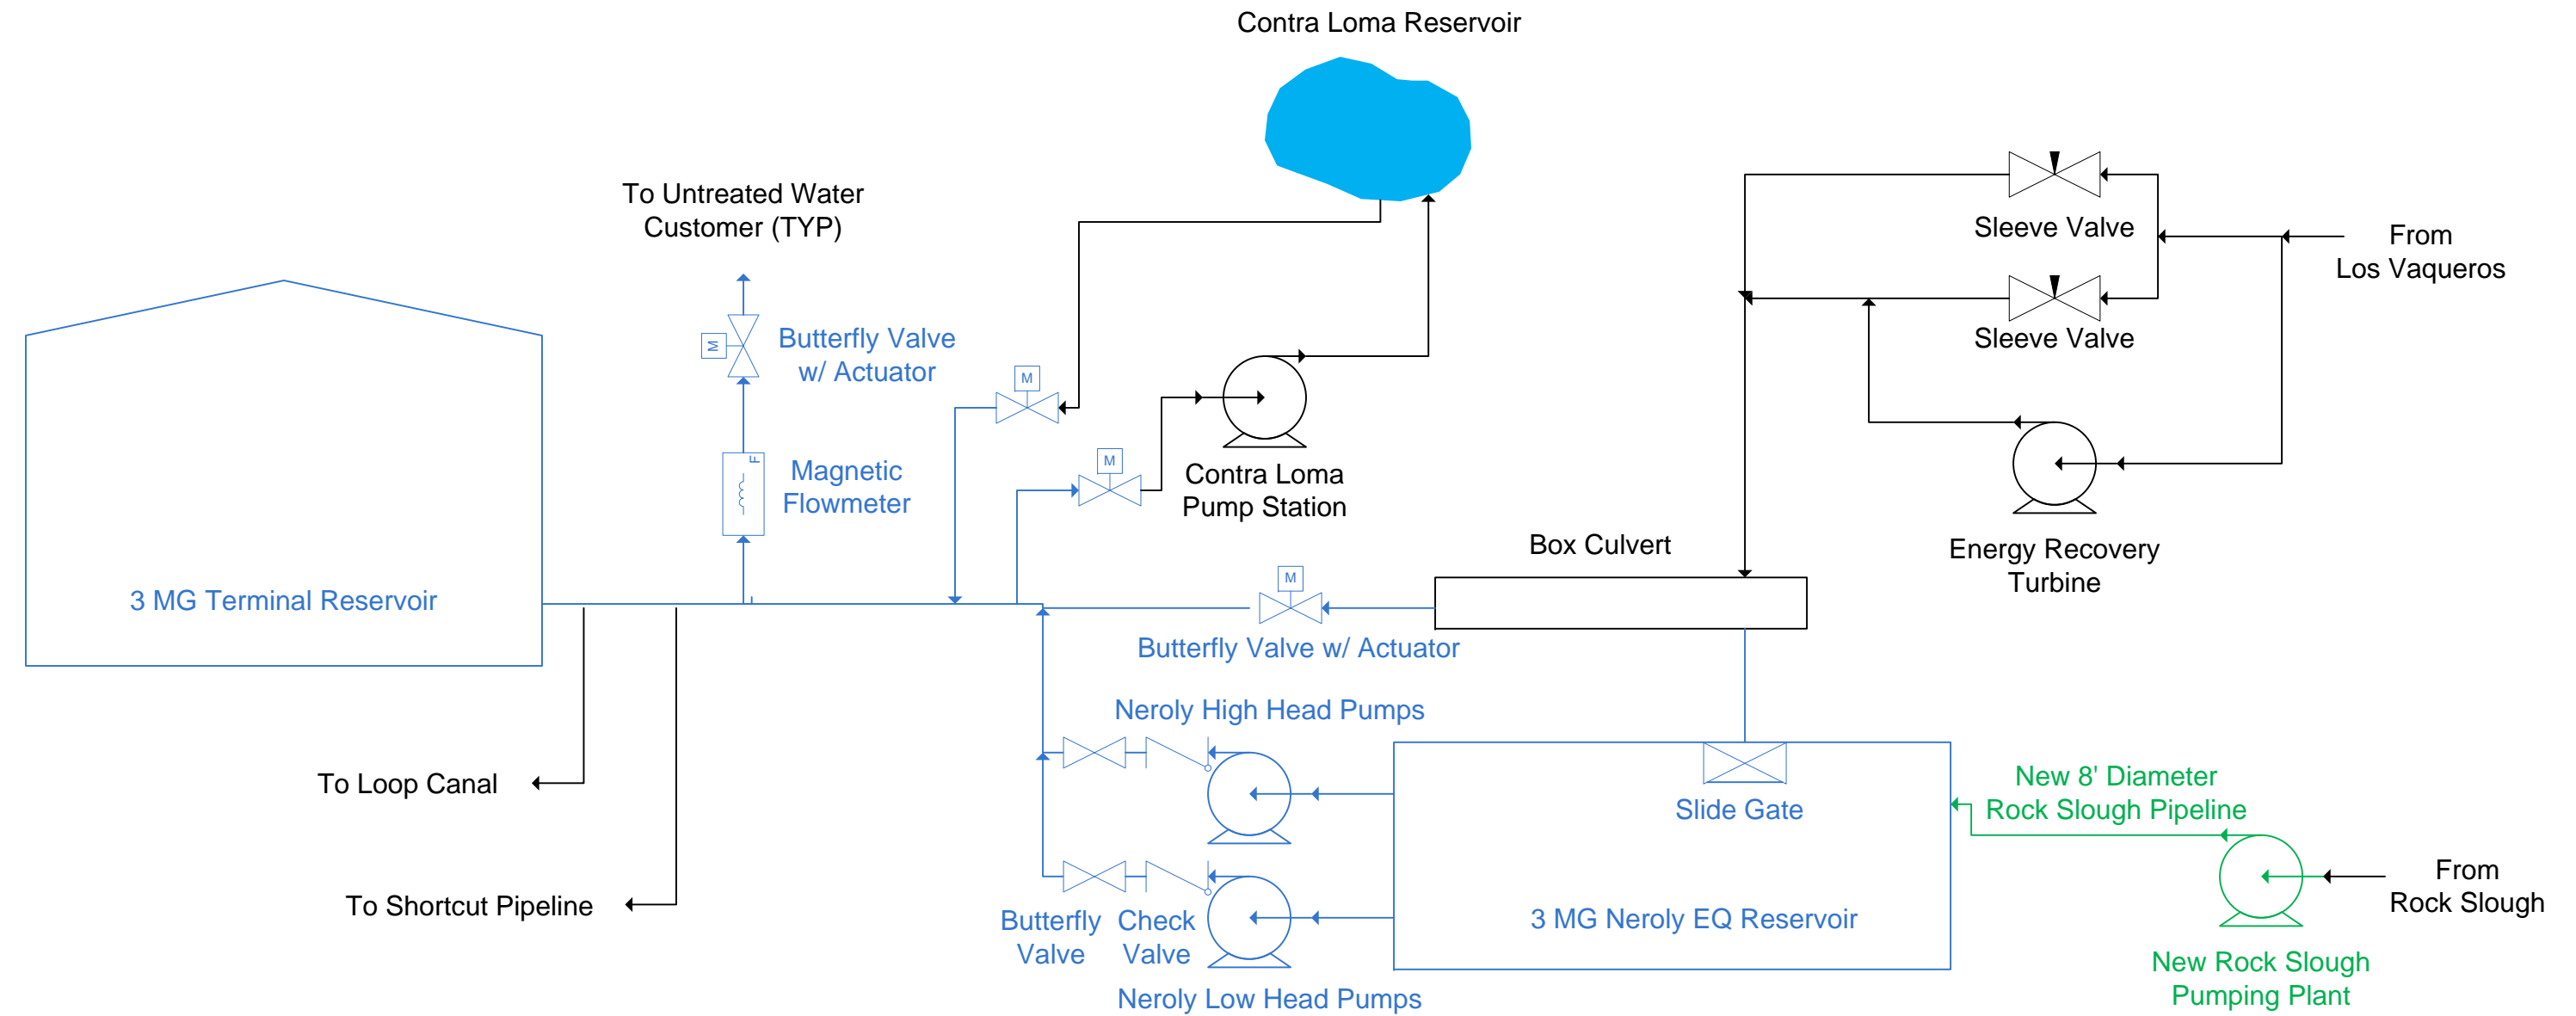 Contra Loma Reservoir
To Untreated Water
Customer (TYP)
Sleeve Valve
From
Los Vaqueros
M
Butterfly Valve
w/ Actuator
Sleeve Valve
M
M
F
Magnetic
Flowmeter
Contra Loma
Pump Station
Box Culvert
Energy Recovery
Turbine
M
3 MG Terminal Reservoir
Butterfly Valve w/ Actuator
Neroly High Head Pumps
To Loop Canal
Slide Gate
New 8' Diameter
Rock Slough Pipeline
To Shortcut Pipeline
Butterfly
Valve
Check
Valve
3 MG Neroly EQ Reservoir
From
Rock Slough
Neroly Low Head Pumps
New Rock Slough
Pumping Plant